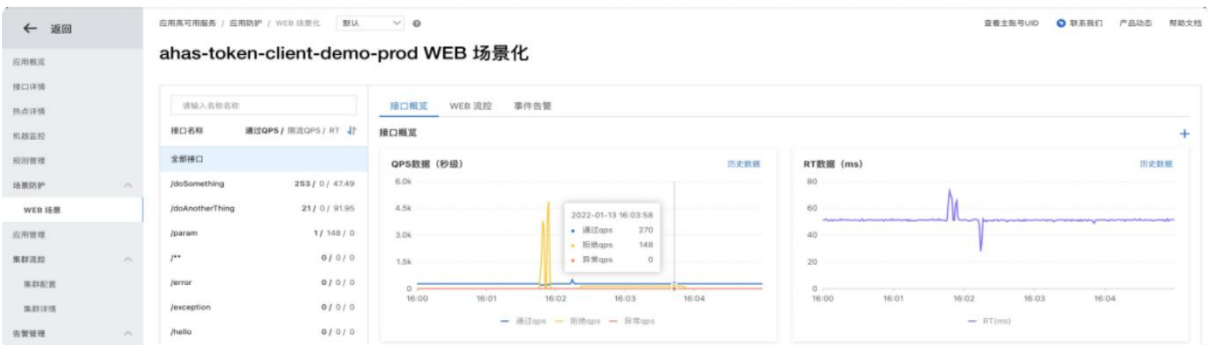 ← 返回
应用高可用服务 / 应用防护 / WEB 场景化 默认
查看主账号UID 联系我们 产品动态 帮助文档
ahas-token-client-demo-prod WEB 场景化
应用概览
接口详情
热点详情
机器监控
规则管理
场景防护
WEB 场景
应用管理
集群流控
集群配置
集群详情
告警管理
请输入名称名称
接口名称 通过QPS / 限流QPS / RT
全部接口
/doSomething 253 / 0 / 47.49
/doAnotherThing 21 / 0 / 91.95
/param 1 / 148 / 0
/** 0 / 0 / 0
/error 0 / 0 / 0
/exception 0 / 0 / 0
/hello 0 / 0 / 0
接口概览 WEB 流控 事件告警
接口概览 +
QPS数据（秒级） 历史数据
6.0k
4.5k
3.0k
1.5k
0
16:00 16:01 16:02 16:03 16:04
2022-01-13 16:03:58
通过qps 270
拒绝qps 148
异常qps 0
通过qps 拒绝qps 异常qps
RT数据（ms） 历史数据
80
60
40
20
0
16:00 16:01 16:02 16:03 16:04
RT(ms)